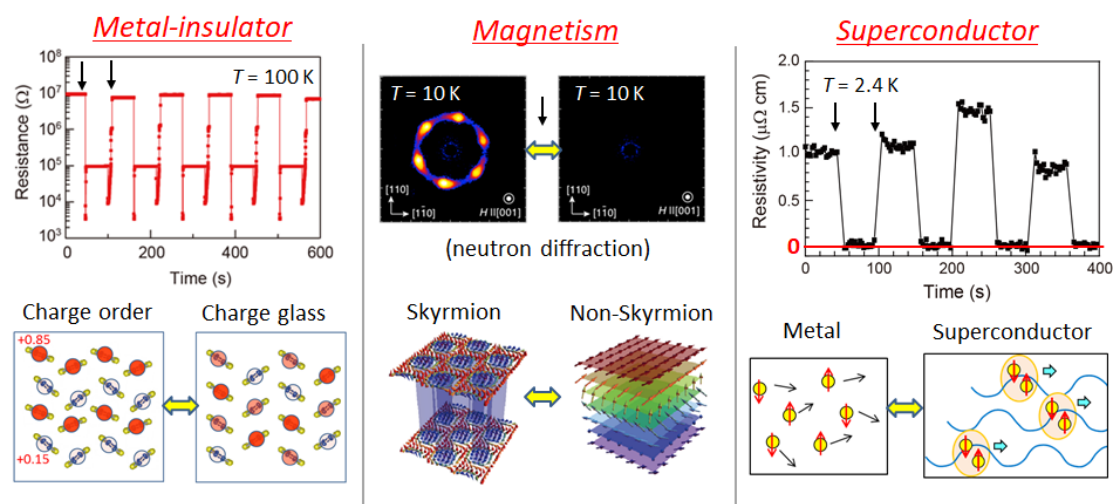 Metal-insulator
10⁸
10⁷
10⁶
10⁵
10⁴
10³
Resistance (Ω)
T = 100 K
0
200
400
600
Time (s)
Charge order
Charge glass
+0.85
+0.15
Magnetism
T = 10 K
T = 10 K
[110]
[11̄0]
H II[001]
[110]
[11̄0]
H II[001]
(neutron diffraction)
Skyrmion
Non-Skyrmion
Superconductor
2.0
1.5
1.0
0.5
0
Resistivity (μΩ cm)
T = 2.4 K
0
100
200
300
400
Time (s)
Metal
Superconductor